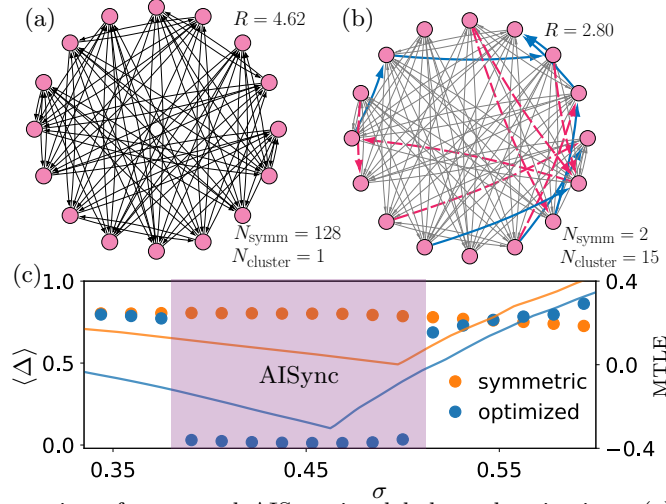 (a)
R = 4.62
N_symm = 128
N_cluster = 1
(b)
R = 2.80
N_symm = 2
N_cluster = 15
(c)
1.0
0.5
0.0
⟨Δ⟩
0.4
0.0
−0.4
MTLE
AISync
symmetric
optimized
0.35
0.45
0.55
σ